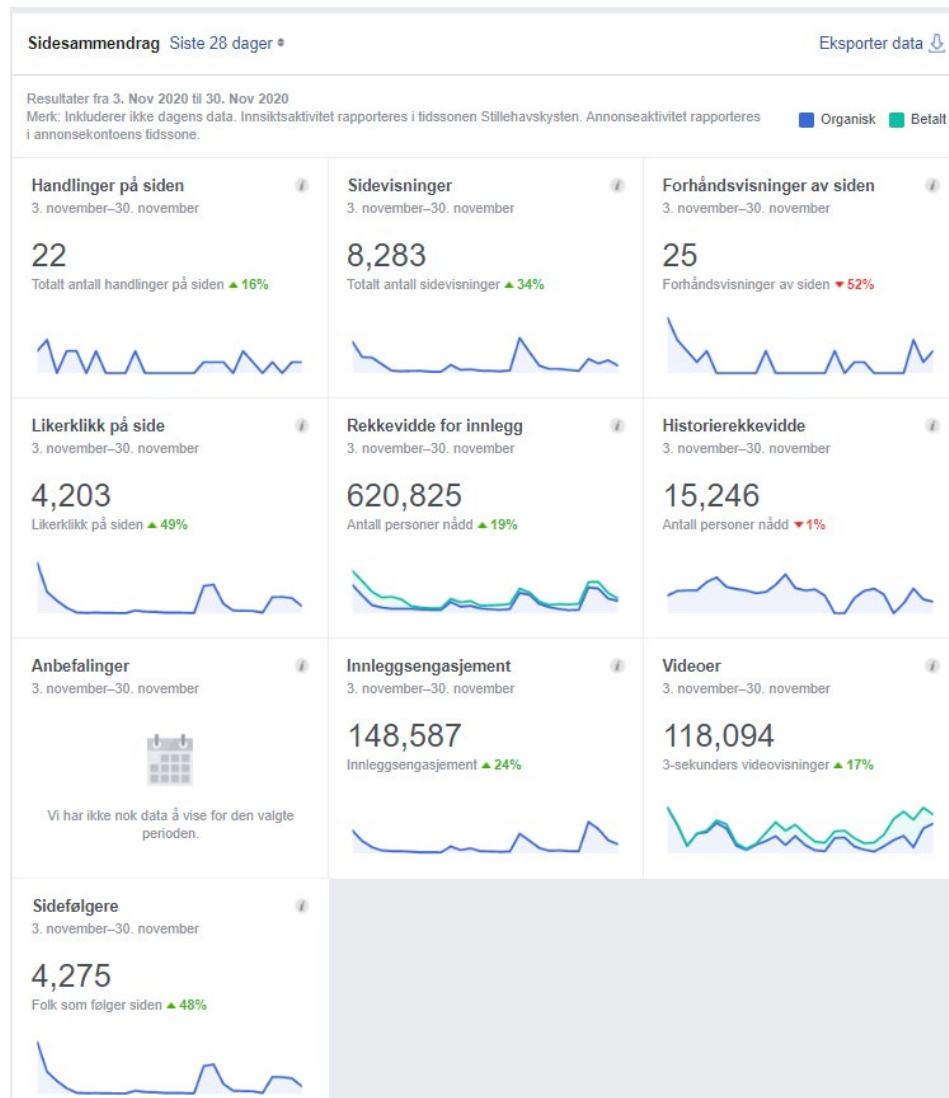 Sidesammendrag Siste 28 dager
Eksporter data
Resultater fra 3. Nov 2020 til 30. Nov 2020
Merk: Inkluderer ikke dagens data. Innsiktsaktivitet rapporteres i tidssonen Stillehavskysten. Annonseaktivitet rapporteres
i annonsekontoens tidssone.
Organisk Betalt
Handlinger på siden
3. november–30. november
22
Totalt antall handlinger på siden ▲ 16%
Sidevisninger
3. november–30. november
8,283
Totalt antall sidevisninger ▲ 34%
Forhåndsvisninger av siden
3. november–30. november
25
Forhåndsvisninger av siden ▼ 52%
Likerklikk på side
3. november–30. november
4,203
Likerklikk på siden ▲ 49%
Rekkevidde for innlegg
3. november–30. november
620,825
Antall personer nådd ▲ 19%
Historierekkevidde
3. november–30. november
15,246
Antall personer nådd ▼ 1%
Anbefalinger
3. november–30. november
Vi har ikke nok data å vise for den valgte
perioden.
Innleggsengasjement
3. november–30. november
148,587
Innleggsengasjement ▲ 24%
Videoer
3. november–30. november
118,094
3-sekunders videovisninger ▲ 17%
Sidefølgere
3. november–30. november
4,275
Folk som følger siden ▲ 48%